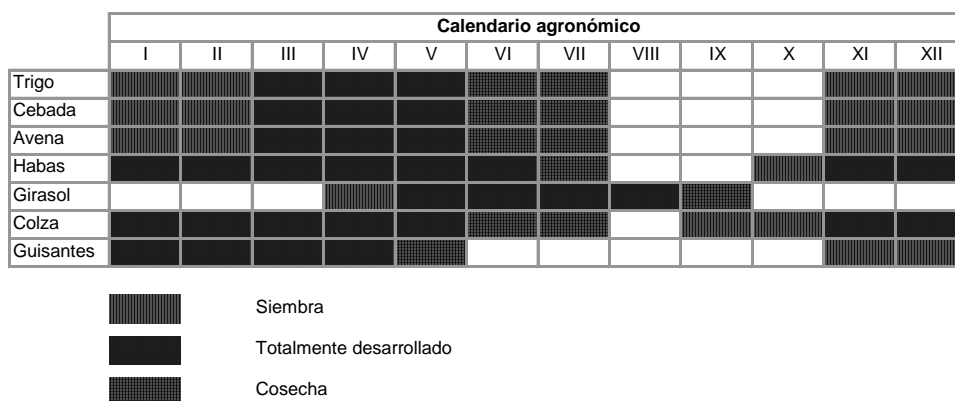 Calendario agronómico
I II III IV V VI VII VIII IX X XI XII
Trigo
Cebada
Avena
Habas
Girasol
Colza
Guisantes
Siembra
Totalmente desarrollado
Cosecha